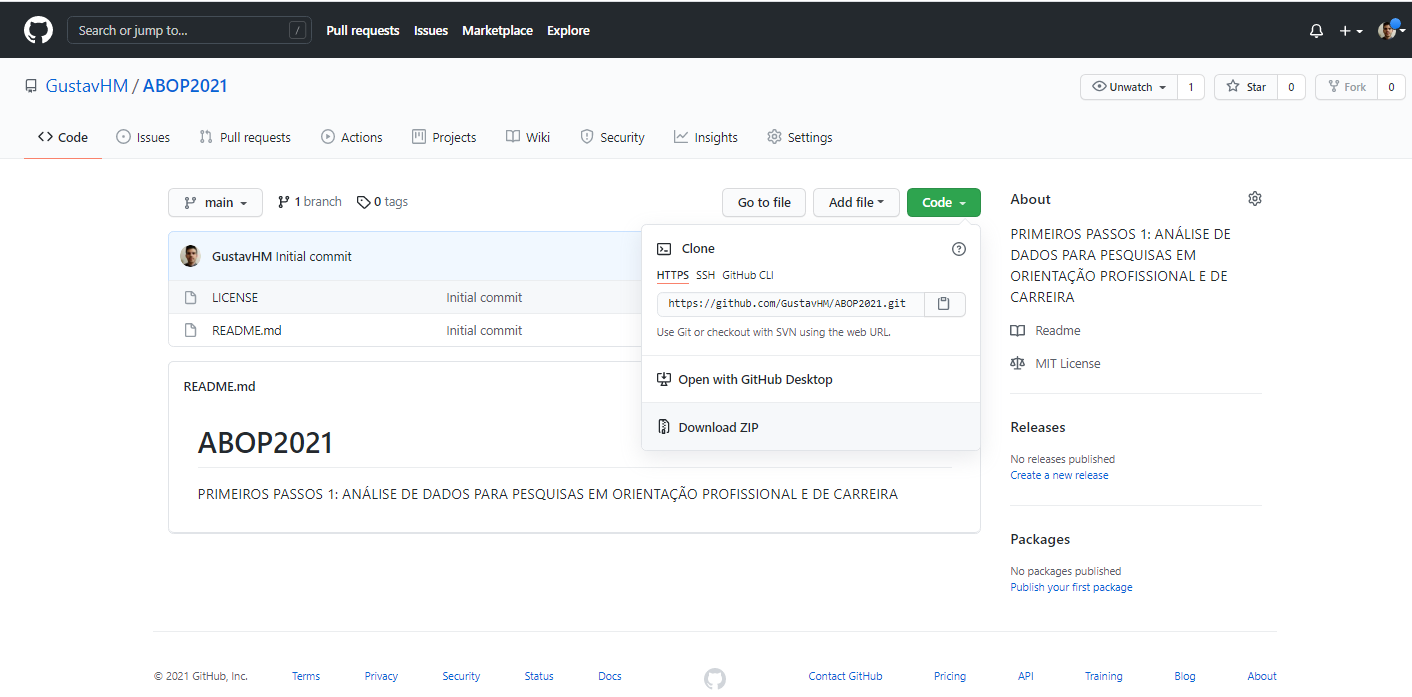 Search or jump to... /
Pull requests Issues Marketplace Explore
GustavHM / ABOP2021
Unwatch 1 Star 0 Fork 0
Code Issues Pull requests Actions Projects Wiki Security Insights Settings
main 1 branch 0 tags
Go to file Add file Code
GustavHM Initial commit
LICENSE Initial commit
README.md Initial commit
Clone
HTTPS SSH GitHub CLI
https://github.com/GustavHM/ABOP2021.git
Use Git or checkout with SVN using the web URL.
Open with GitHub Desktop
Download ZIP
README.md
ABOP2021
PRIMEIROS PASSOS 1: ANÁLISE DE DADOS PARA PESQUISAS EM ORIENTAÇÃO PROFISSIONAL E DE CARREIRA
About
PRIMEIROS PASSOS 1: ANÁLISE DE
DADOS PARA PESQUISAS EM
ORIENTAÇÃO PROFISSIONAL E DE
CARREIRA
Readme
MIT License
Releases
No releases published
Create a new release
Packages
No packages published
Publish your first package
© 2021 GitHub, Inc. Terms Privacy Security Status Docs Contact GitHub Pricing API Training Blog About